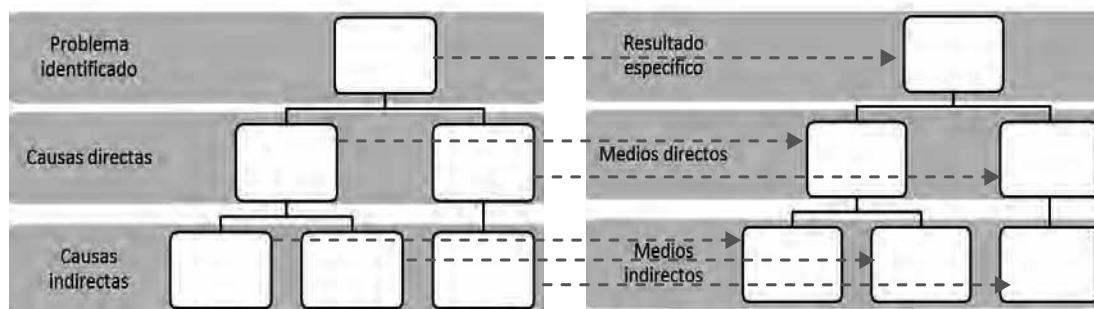 Problema
identificado
Causas directas
Causas
indirectas
Resultado
específico
Medios directos
Medios
indirectos